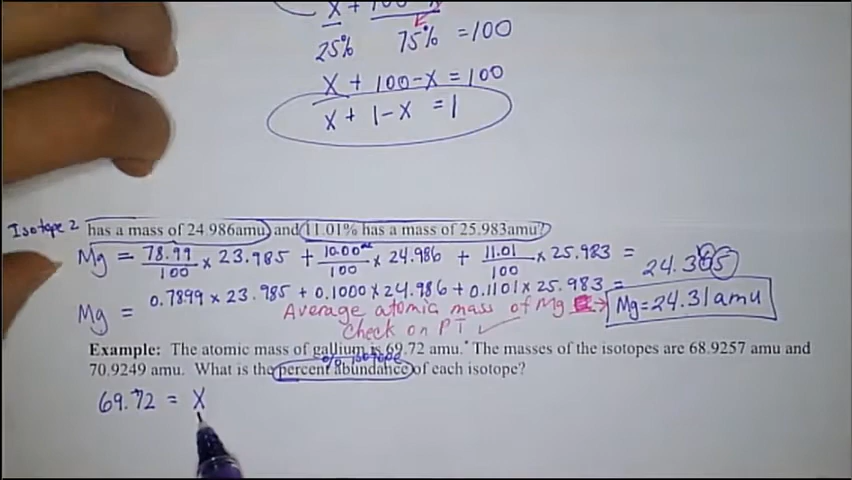 25% 75% =100
X + 100-X = 100
X + 1-X = 1
Isotope 2 has a mass of 24.986amu and 11.01% has a mass of 25.983amu?
Mg = 78.99/100 x 23.985 + 10.00/100 x 24.986 + 11.01/100 x 25.983 = 24.305
Mg = 0.7899 x 23.985 + 0.1000 x 24.986 + 0.1101 x 25.983 =
Average atomic mass of Mg → Mg=24.31amu
Check on PT ✓
Example: The atomic mass of gallium is 69.72 amu. The masses of the isotopes are 68.9257 amu and
70.9249 amu. What is the percent abundance of each isotope?
69.72 = X